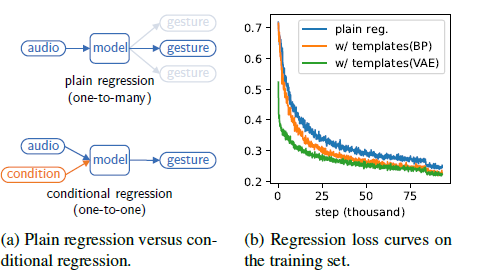 audio
model
gesture
gesture
gesture
plain regression
(one-to-many)
audio
condition
model
gesture
conditional regression
(one-to-one)
(a) Plain regression versus con-
ditional regression.
0.7
0.6
0.5
0.4
0.3
0.2
plain reg.
w/ templates(BP)
w/ templates(VAE)
0 25 50 75
step (thousand)
(b) Regression loss curves on
the training set.